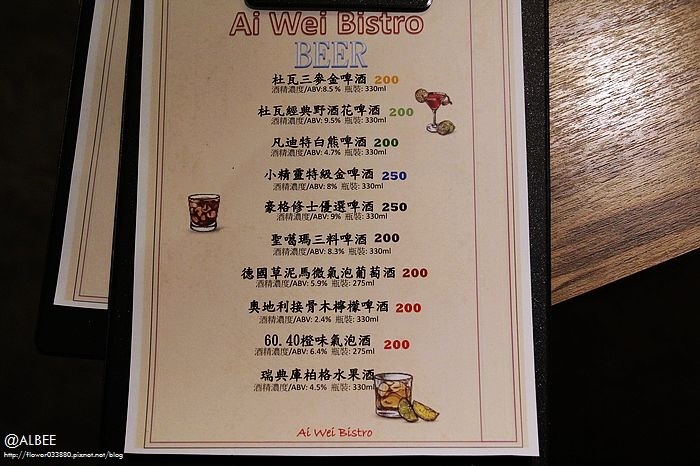 Ai Wei Bistro
BEER
杜瓦三麥金啤酒 200
酒精濃度/ABV:8.5 % 瓶裝: 330ml
杜瓦經典野酒花啤酒 200
酒精濃度/ABV: 9.5% 瓶裝: 330ml
凡迪特白熊啤酒 200
酒精濃度/ABV: 4.7% 瓶裝: 330ml
小精靈特級金啤酒 250
酒精濃度/ABV: 8% 瓶裝: 330ml
豪格修士優選啤酒 250
酒精濃度/ABV: 9% 瓶裝: 330ml
聖噶瑪三料啤酒 200
酒精濃度/ABV: 8.3% 瓶裝: 330ml
德國草泥馬微氣泡葡萄酒 200
酒精濃度/ABV: 5.9% 瓶裝: 275ml
奧地利接骨木檸檬啤酒 200
酒精濃度/ABV: 2.4% 瓶裝: 330ml
60.40橙味氣泡酒 200
酒精濃度/ABV: 6.4% 瓶裝: 275ml
瑞典庫柏格水果酒
酒精濃度/ABV: 4.5% 瓶裝: 330ml
Ai Wei Bistro
@ALBEE
http://flower033880.pixnet.net/blog